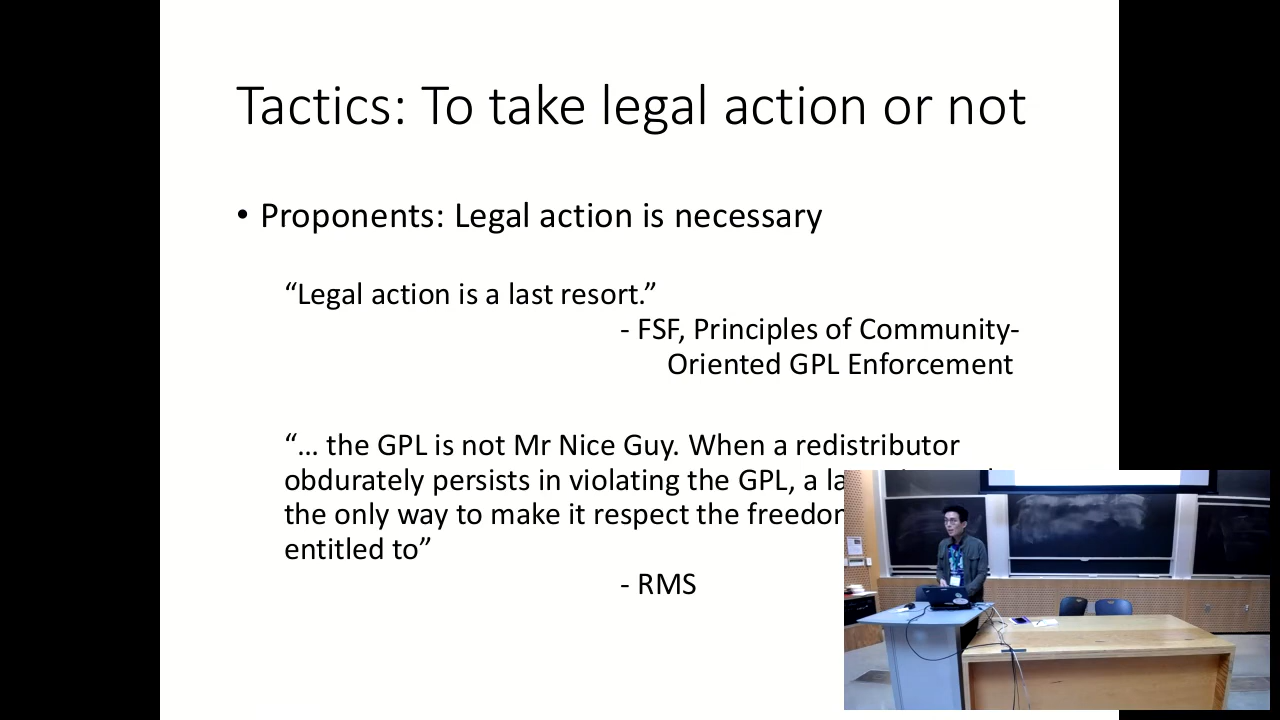 Tactics: To take legal action or not
• Proponents: Legal action is necessary
“Legal action is a last resort.”
- FSF, Principles of Community-
Oriented GPL Enforcement
“... the GPL is not Mr Nice Guy. When a redistributor
obdurately persists in violating the GPL, a
the only way to make it respect the
entitled to”
- RMS